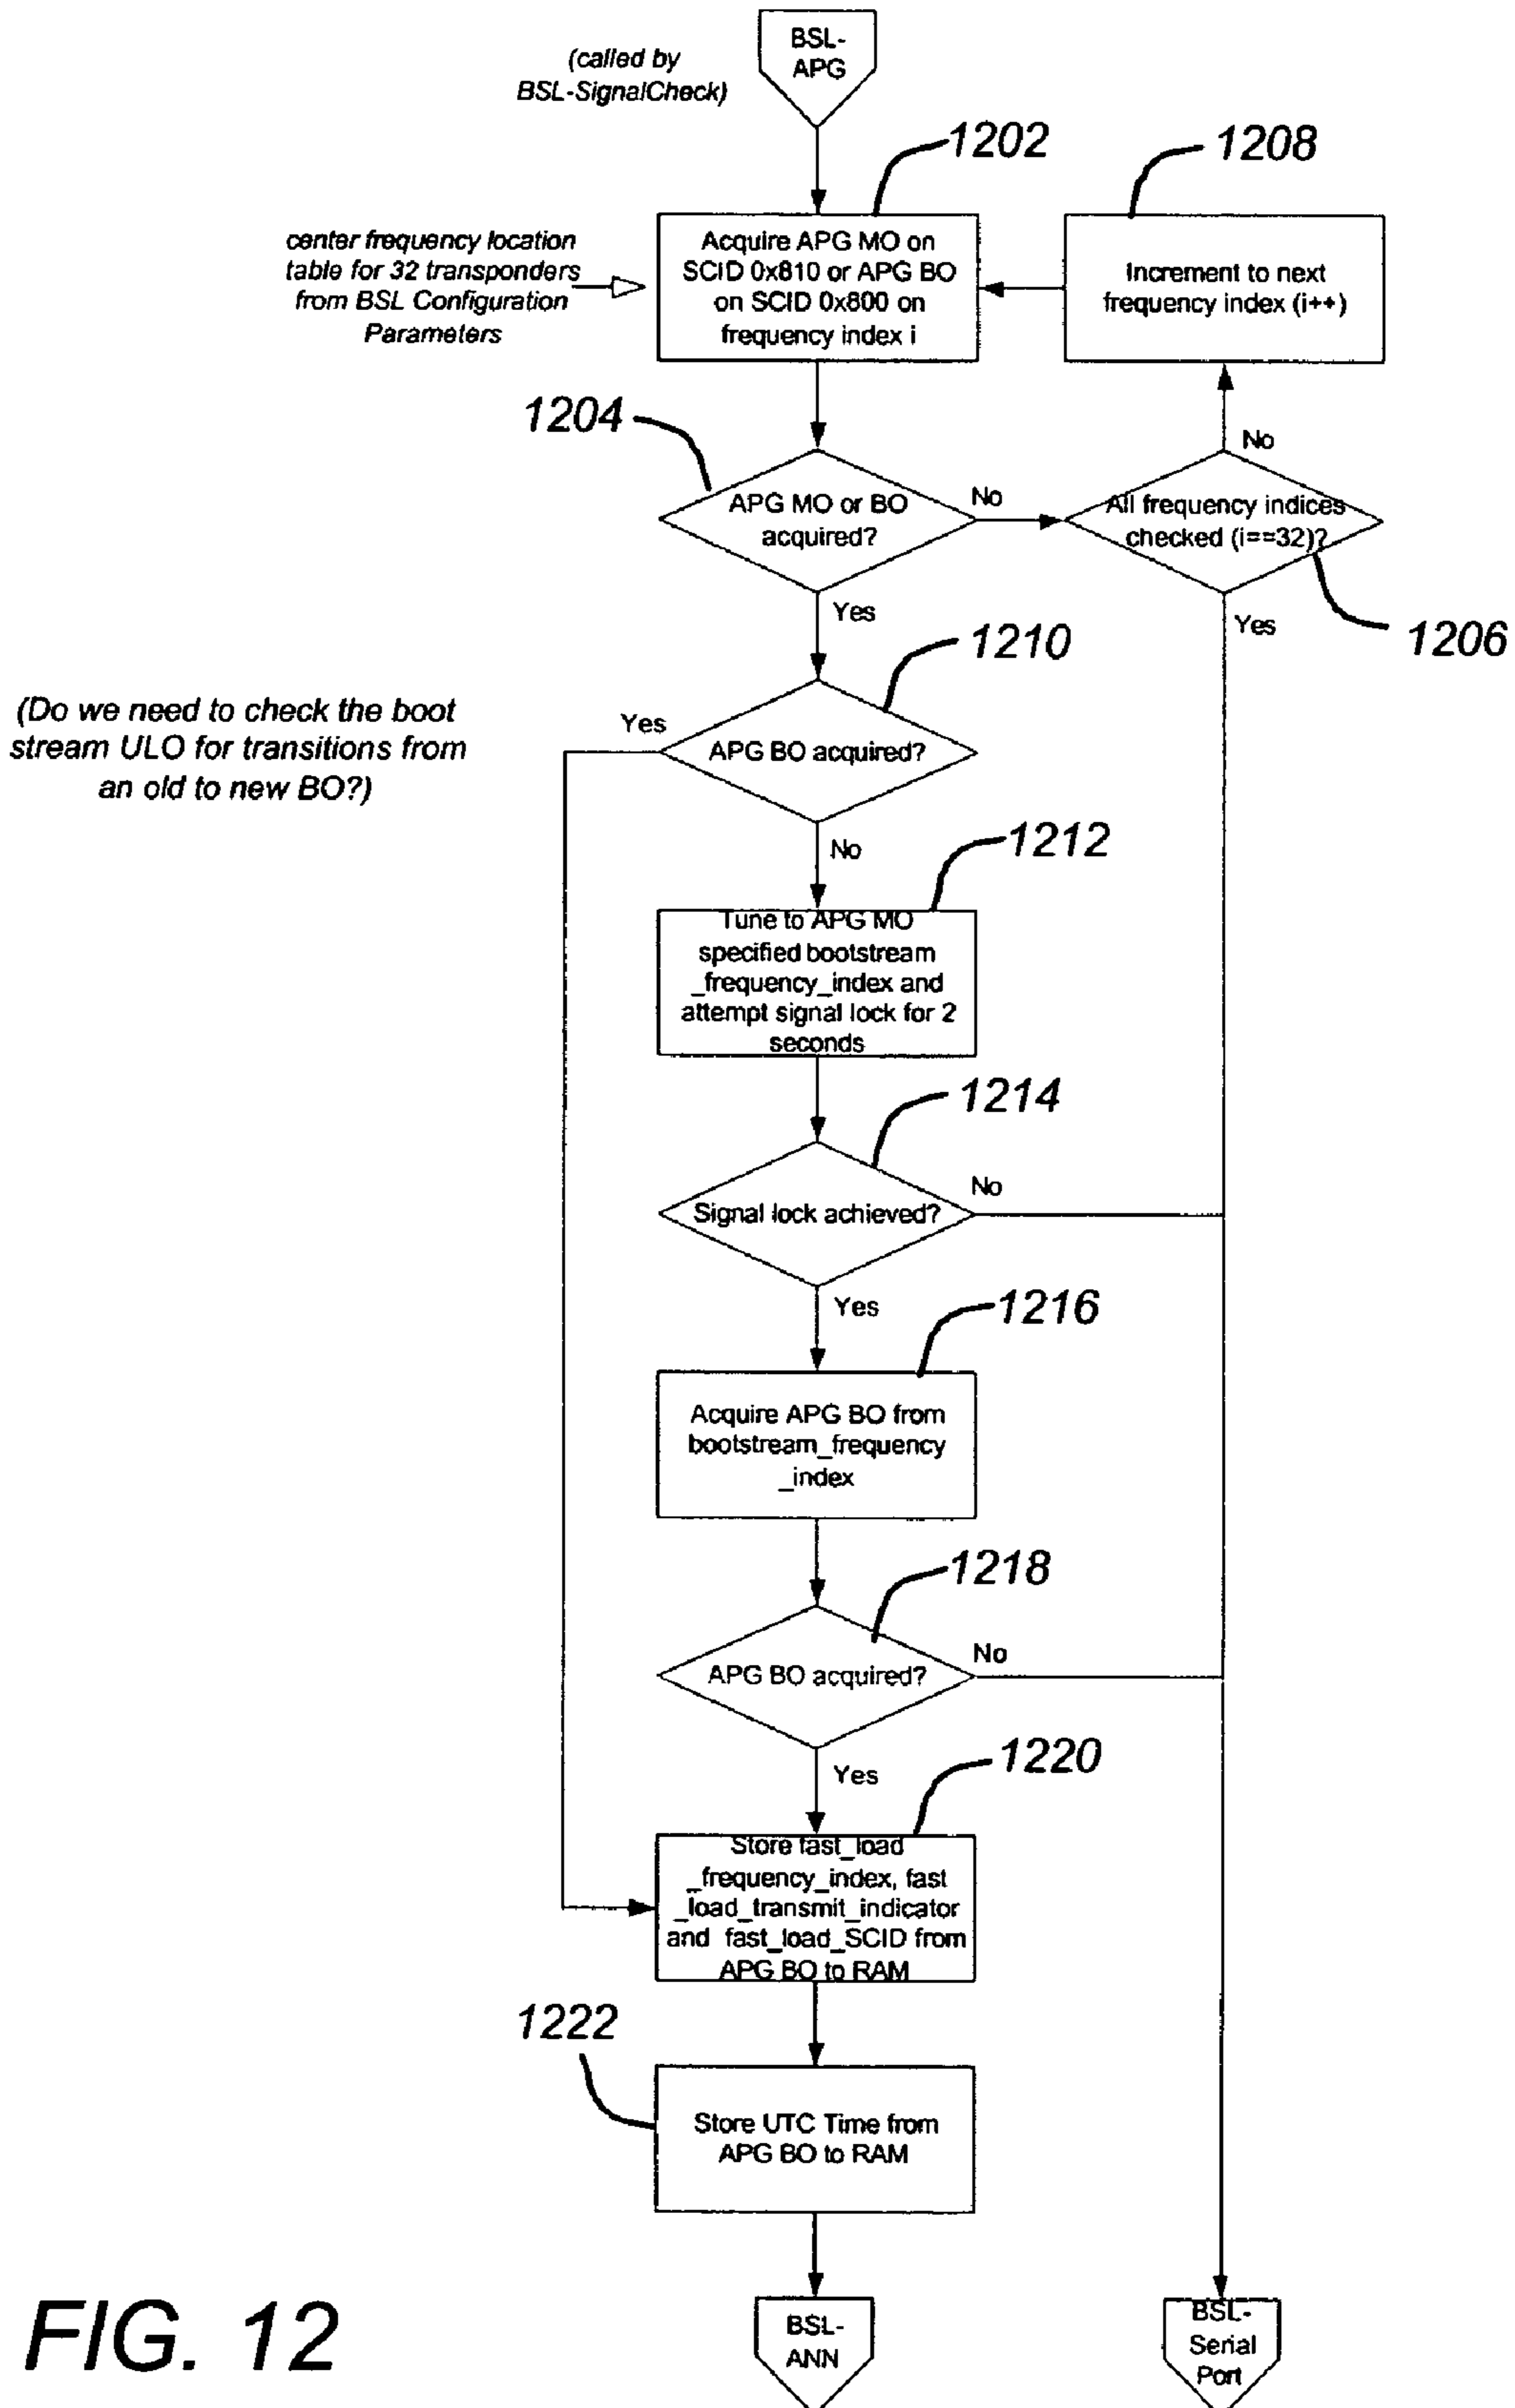 BSL-
APG
(called by
BSL-SignalCheck)
1202
1208
center frequency location
table for 32 transponders
from BSL Configuration
Parameters
Acquire APG MO on
SCID 0x810 or APG BO
on SCID 0x800 on
frequency index i
Increment to next
frequency index (i++)
1204
No
APG MO or BO
acquired?
No
All frequency indices
checked (i==32)?
Yes
Yes
1206
1210
(Do we need to check the boot
stream ULO for transitions from
an old to new BO?)
Yes
APG BO acquired?
No
1212
Tune to APG MO
specified bootstream
_frequency_index and
attempt signal lock for 2
seconds
1214
Signal lock achieved?
No
Yes
1216
Acquire APG BO from
bootstream_frequency
_index
1218
APG BO acquired?
No
Yes
1220
Store fast_load
_frequency_index, fast
_load_transmit_indicator
and fast_load_SCID from
APG BO to RAM
1222
Store UTC Time from
APG BO to RAM
BSL-
ANN
BSL-
Serial
Port
FIG. 12